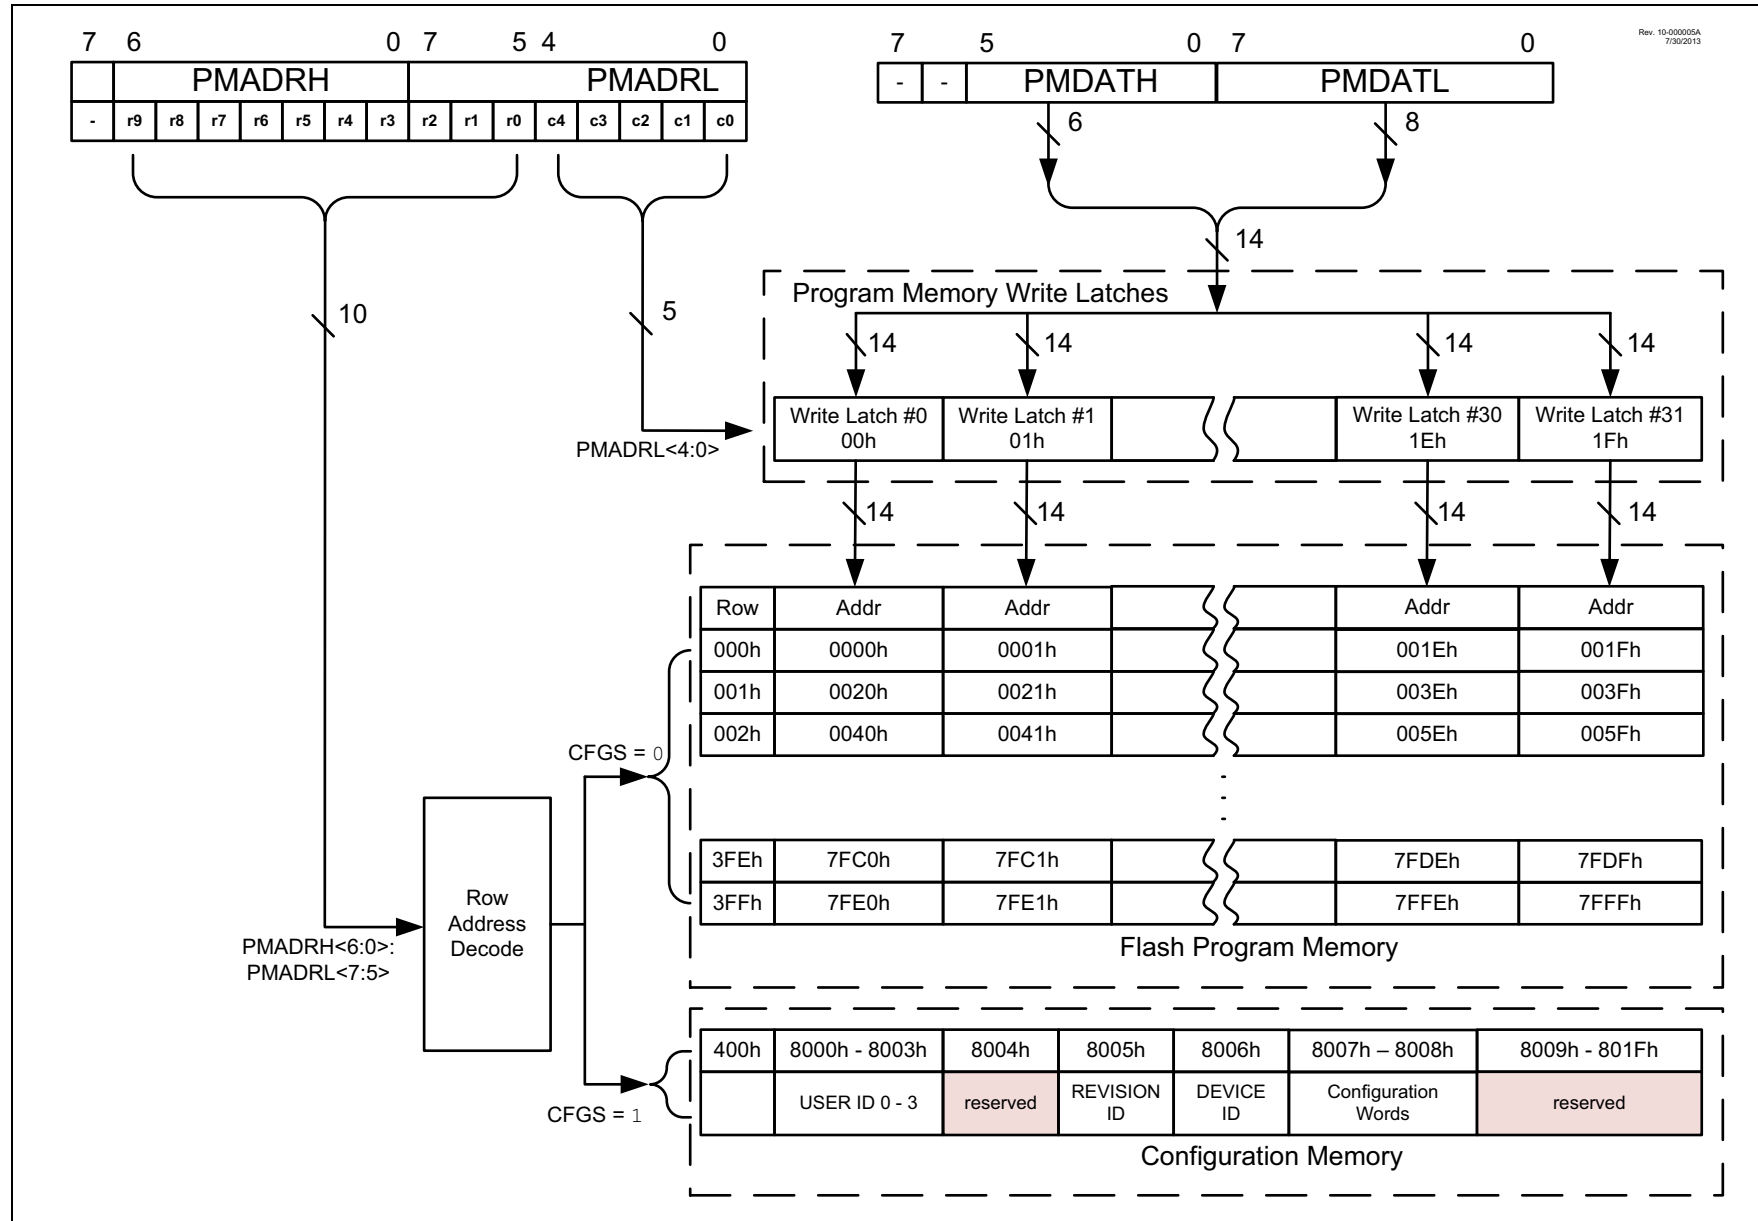 Rev. 10-000005A
7/30/2013
7 6 0 7 5 4 0
PMADRH PMADRL
- r9 r8 r7 r6 r5 r4 r3 r2 r1 r0 c4 c3 c2 c1 c0
7 5 0 7 0
- - PMDATH PMDATL
6 8
14
10
5
PMADRL<4:0>
Program Memory Write Latches
14 14 14 14
Write Latch #0 Write Latch #1 Write Latch #30 Write Latch #31
00h 01h 1Eh 1Fh
14 14 14 14
Row Addr Addr Addr Addr
000h 0000h 0001h 001Eh 001Fh
001h 0020h 0021h 003Eh 003Fh
002h 0040h 0041h 005Eh 005Fh
CFGS = 0
3FEh 7FC0h 7FC1h 7FDEh 7FDFh
3FFh 7FE0h 7FE1h 7FFEh 7FFFh
Flash Program Memory
Row
Address
Decode
PMADRH<6:0>:
PMADRL<7:5>
CFGS = 1
400h 8000h - 8003h 8004h 8005h 8006h 8007h – 8008h 8009h - 801Fh
USER ID 0 - 3 reserved REVISION ID DEVICE ID Configuration Words reserved
Configuration Memory